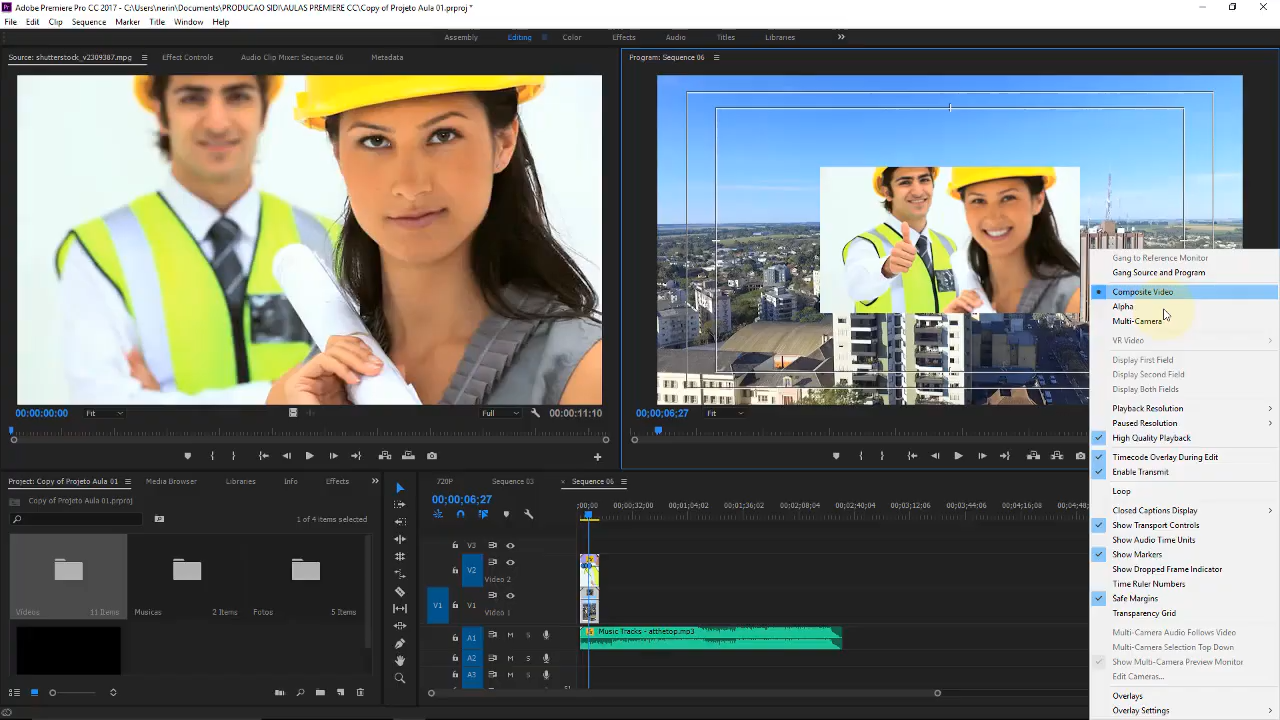 Adobe Premiere Pro CC 2017 - C:\Users\nerin\Documents\PRODUCAO SIDI\AULAS PREMIERE CC\Copy of Projeto Aula 01.prproj *
File Edit Clip Sequence Marker Title Window Help
Assembly Editing Color Effects Audio Titles Libraries
Source: shutterstock_v2309387.mpg Effect Controls Audio Clip Mixer: Sequence 06 Metadata
Program: Sequence 06
Gang to Reference Monitor
Gang Source and Program
Composite Video
Alpha
Multi-Camera
VR Video
Display First Field
Display Second Field
Display Both Fields
Playback Resolution
Paused Resolution
High Quality Playback
Timecode Overlay During Edit
Enable Transmit
Loop
Closed Captions Display
Show Transport Controls
Show Audio Time Units
Show Markers
Show Dropped Frame Indicator
Time Ruler Numbers
Safe Margins
Transparency Grid
Multi-Camera Audio Follows Video
Multi-Camera Selection Top Down
Show Multi-Camera Preview Monitor
Edit Cameras...
Overlays
Overlay Settings
00:00:00:00 Fit Full 00:00:11:10
00;00;06;27 Fit
Project: Copy of Projeto Aula 01 Media Browser Libraries Info Effects
Copy of Projeto Aula 01.prproj
1 of 4 items selected
Videos 11 Items
Musicas 2 Items
Fotos 5 Items
720P Sequence 03 Sequence 06
00;00;06;27
;00;00 00;00;32;00 00;01;04;02 00;01;36;02 00;02;08;04 00;02;40;04 00;03;12;06 00;03;44;06 00;04;16;08 00;04;48;
V3
V2
Video 2
V1 V1
Video 1
A1 M S
Music Tracks - atthetop.mp3
A2 M S
A3 M S